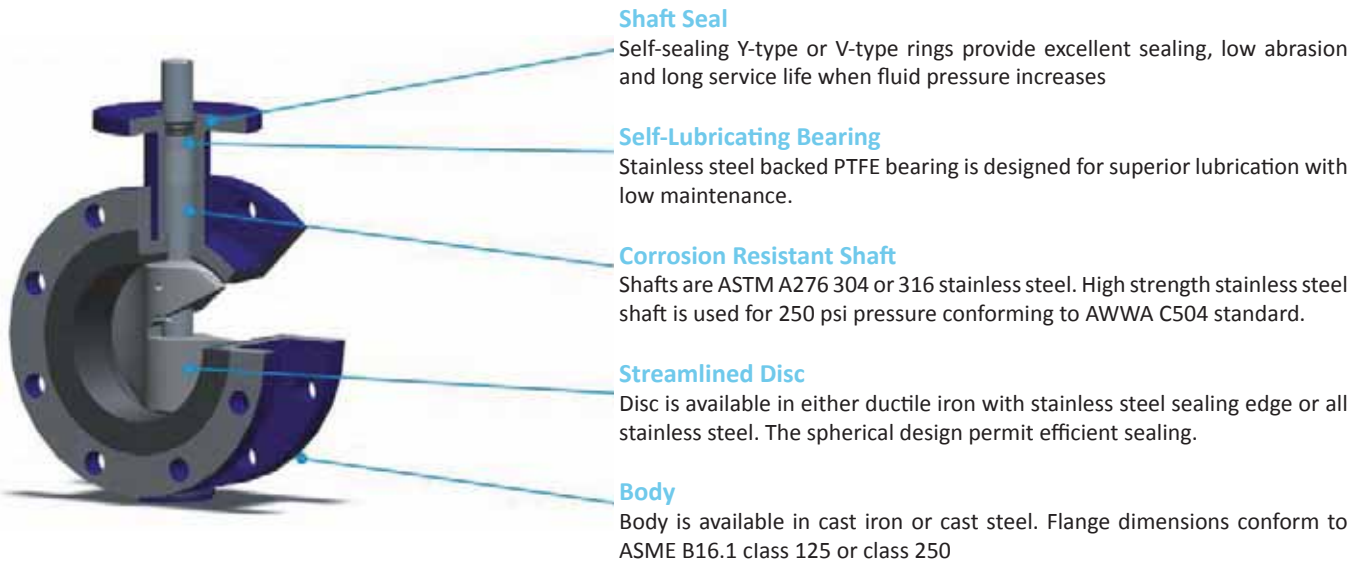 Shaft Seal
Self-sealing Y-type or V-type rings provide excellent sealing, low abrasion
and long service life when fluid pressure increases
Self-Lubricating Bearing
Stainless steel backed PTFE bearing is designed for superior lubrication with
low maintenance.
Corrosion Resistant Shaft
Shafts are ASTM A276 304 or 316 stainless steel. High strength stainless steel
shaft is used for 250 psi pressure conforming to AWWA C504 standard.
Streamlined Disc
Disc is available in either ductile iron with stainless steel sealing edge or all
stainless steel. The spherical design permit efficient sealing.
Body
Body is available in cast iron or cast steel. Flange dimensions conform to
ASME B16.1 class 125 or class 250